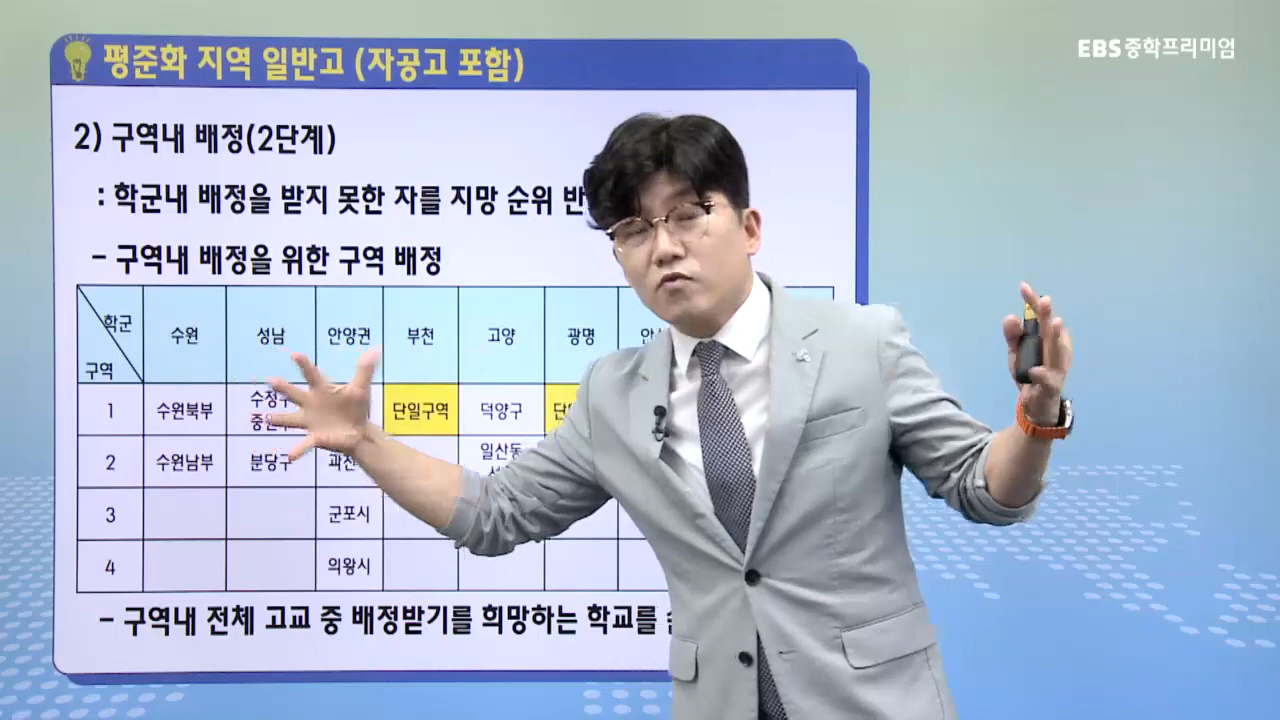 EBS 중학프리미엄
평준화 지역 일반고 (자공고 포함)
2) 구역내 배정(2단계)
: 학군내 배정을 받지 못한 자를 지망 순위
– 구역내 배정을 위한 구역 배정
학군 수원 성남 안양권 부천 고양 광명
구역
1 수원북부 단일구역 덕양구
2 수원남부 분당구
3 군포시
4 의왕시
– 구역내 전체 고교 중 배정받기를 희망하는 학교를